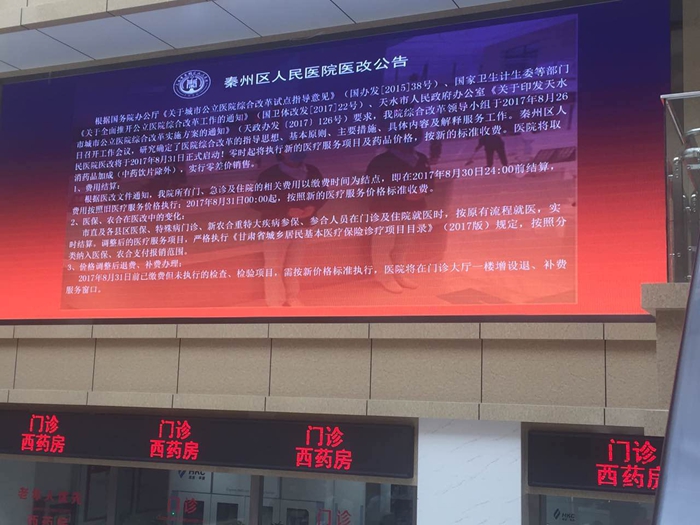 秦州区人民医院医改公告
根据国务院办公厅《关于城市公立医院综合改革试点指导意见》（国办发[2015]38号）、国家卫生计生委等部门
《关于全面推开公立医院综合改革工作的通知》（国卫体改发〔2017〕22号）、天水市人民政府办公室《关于印发天水
市城市公立医院综合改革实施方案的通知》（天政办发〔2017〕126号）要求，我院综合改革领导小组于2017年8月26
日召开工作会议，研究确定了医院综合改革的指导思想、基本原则、主要措施、具体内容及解释服务工作。秦州区人
民医院医改将于2017年8月31日正式启动！零时起将执行新的医疗服务项目及药品价格，按新的标准收费。医院将取
消药品加成（中药饮片除外），实行零差价销售。
1、费用结算：
根据医改文件通知，我院所有门、急诊及住院的相关费用以缴费时间为结点，即在2017年8月30日24:00前结算，
费用按照旧医疗服务价格执行；2017年8月31日00:00起，按照新的医疗服务价格标准收费。
2、医保、农合在医改中的变化：
市直及各县区医保、特殊病门诊、新农合重特大疾病参保、参合人员在门诊及住院就医时，按原有流程就医，实
时结算。调整后的医疗服务项目，严格执行《甘肃省城乡居民基本医疗保险诊疗项目目录》（2017版）规定，按照分
类纳入医保、农合支付报销范围。
3、价格调整后退费、补费办理：
2017年8月31日前已缴费但未执行的检查、检验项目，需按新价格标准执行，医院将在门诊大厅一楼增设退、补费
服务窗口。
门诊
西药房
门诊
西药房
门诊
西药房
门诊
西药房
HKC
HKC